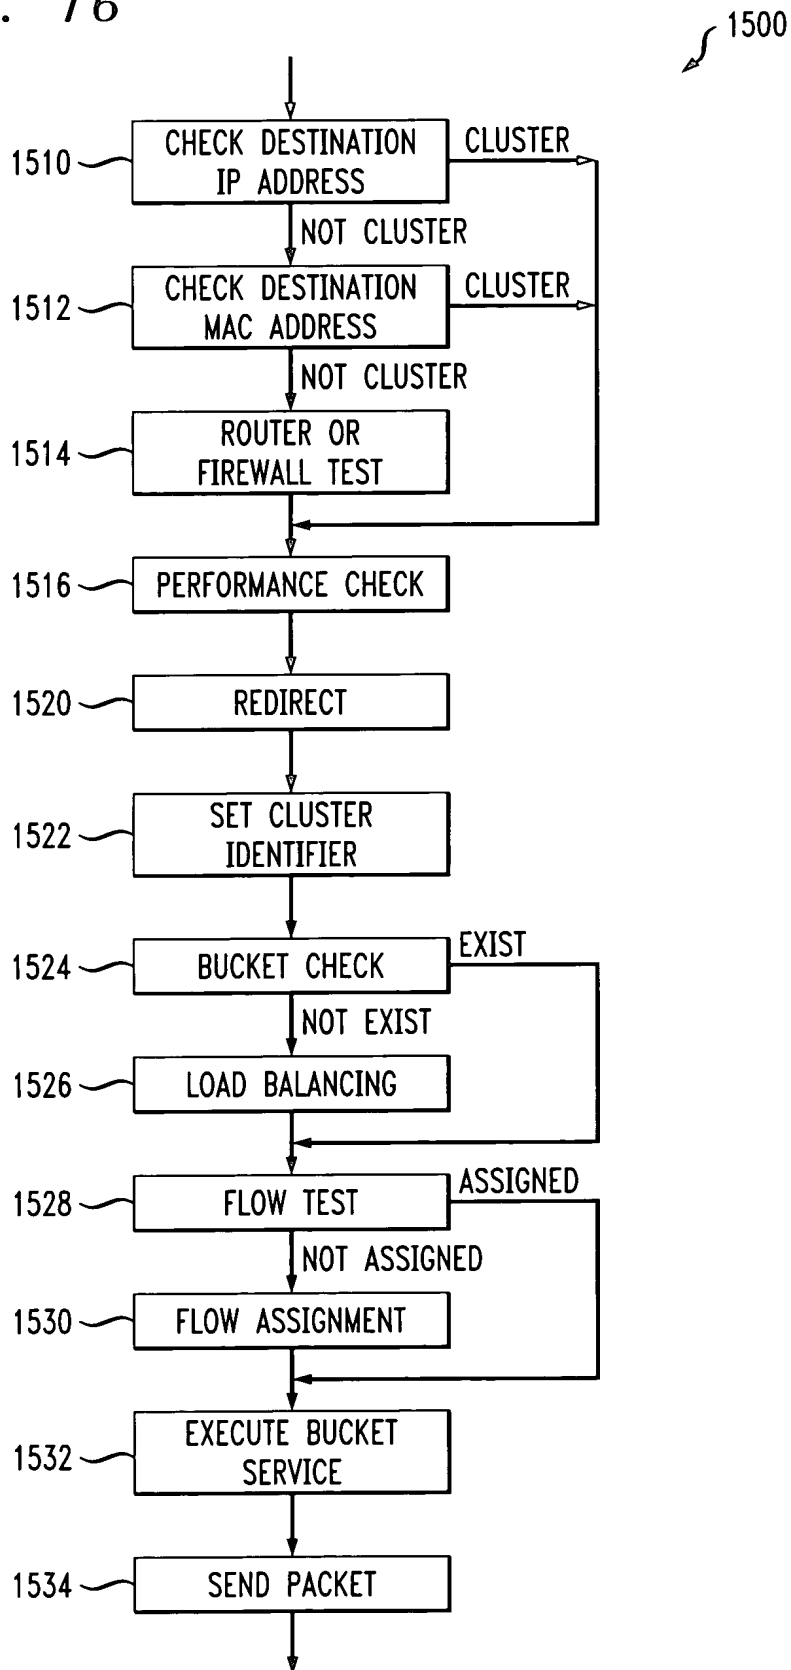 . 16
1500
1510
CHECK DESTINATION
IP ADDRESS
CLUSTER
NOT CLUSTER
1512
CHECK DESTINATION
MAC ADDRESS
CLUSTER
NOT CLUSTER
1514
ROUTER OR
FIREWALL TEST
1516
PERFORMANCE CHECK
1520
REDIRECT
1522
SET CLUSTER
IDENTIFIER
1524
BUCKET CHECK
EXIST
NOT EXIST
1526
LOAD BALANCING
1528
FLOW TEST
ASSIGNED
NOT ASSIGNED
1530
FLOW ASSIGNMENT
1532
EXECUTE BUCKET
SERVICE
1534
SEND PACKET